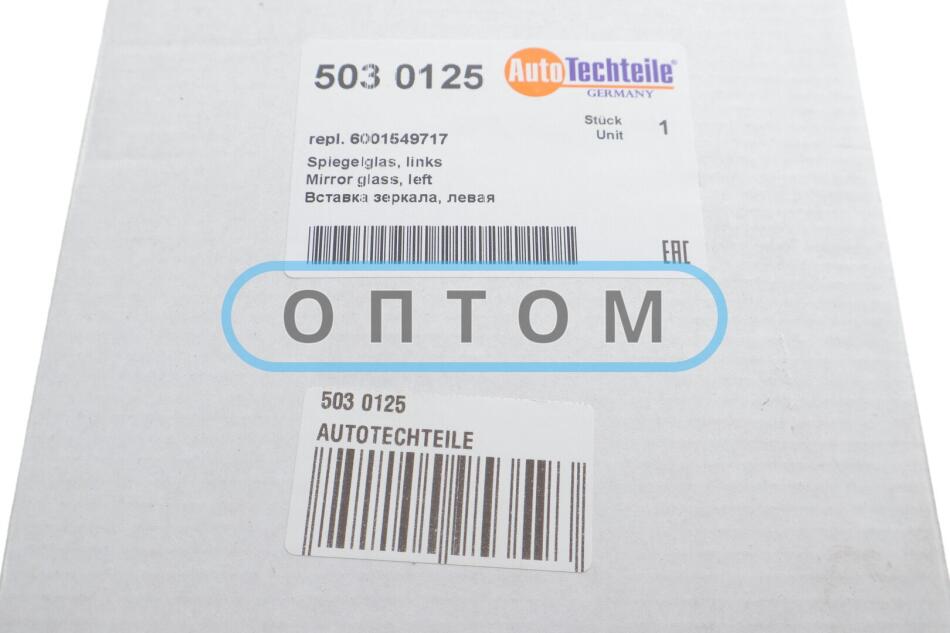 503 0125
AutoTechteile®
GERMANY
Stück
Unit
1
repl. 6001549717
Spiegelglas, links
Mirror glass, left
Вставка зеркала, левая
EAC
ОПТОМ
503 0125
AUTOTECHTEILE